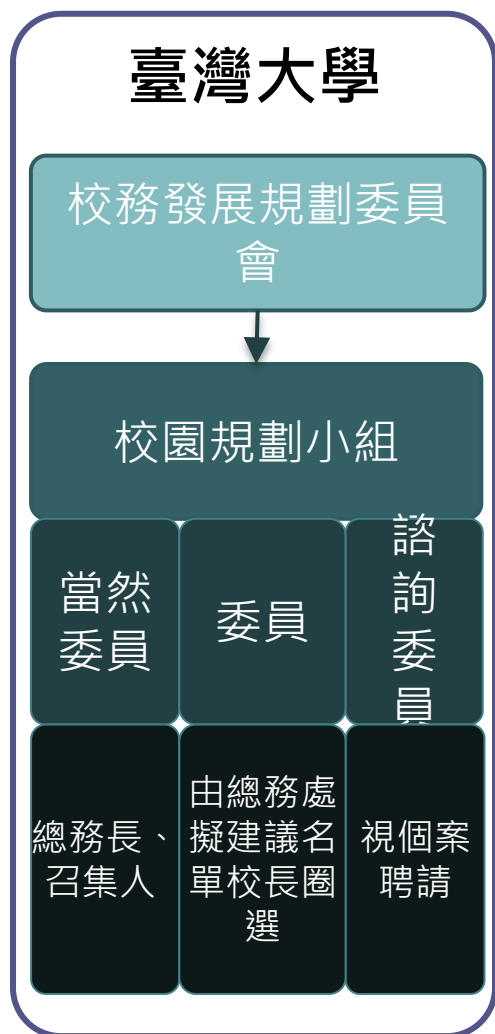 臺灣大學
校務發展規劃委員
會
校園規劃小組
當然
委員
委員
諮
詢
委
員
總務長、
召集人
由總務處
擬建議名
單校長圈
選
視個案
聘請